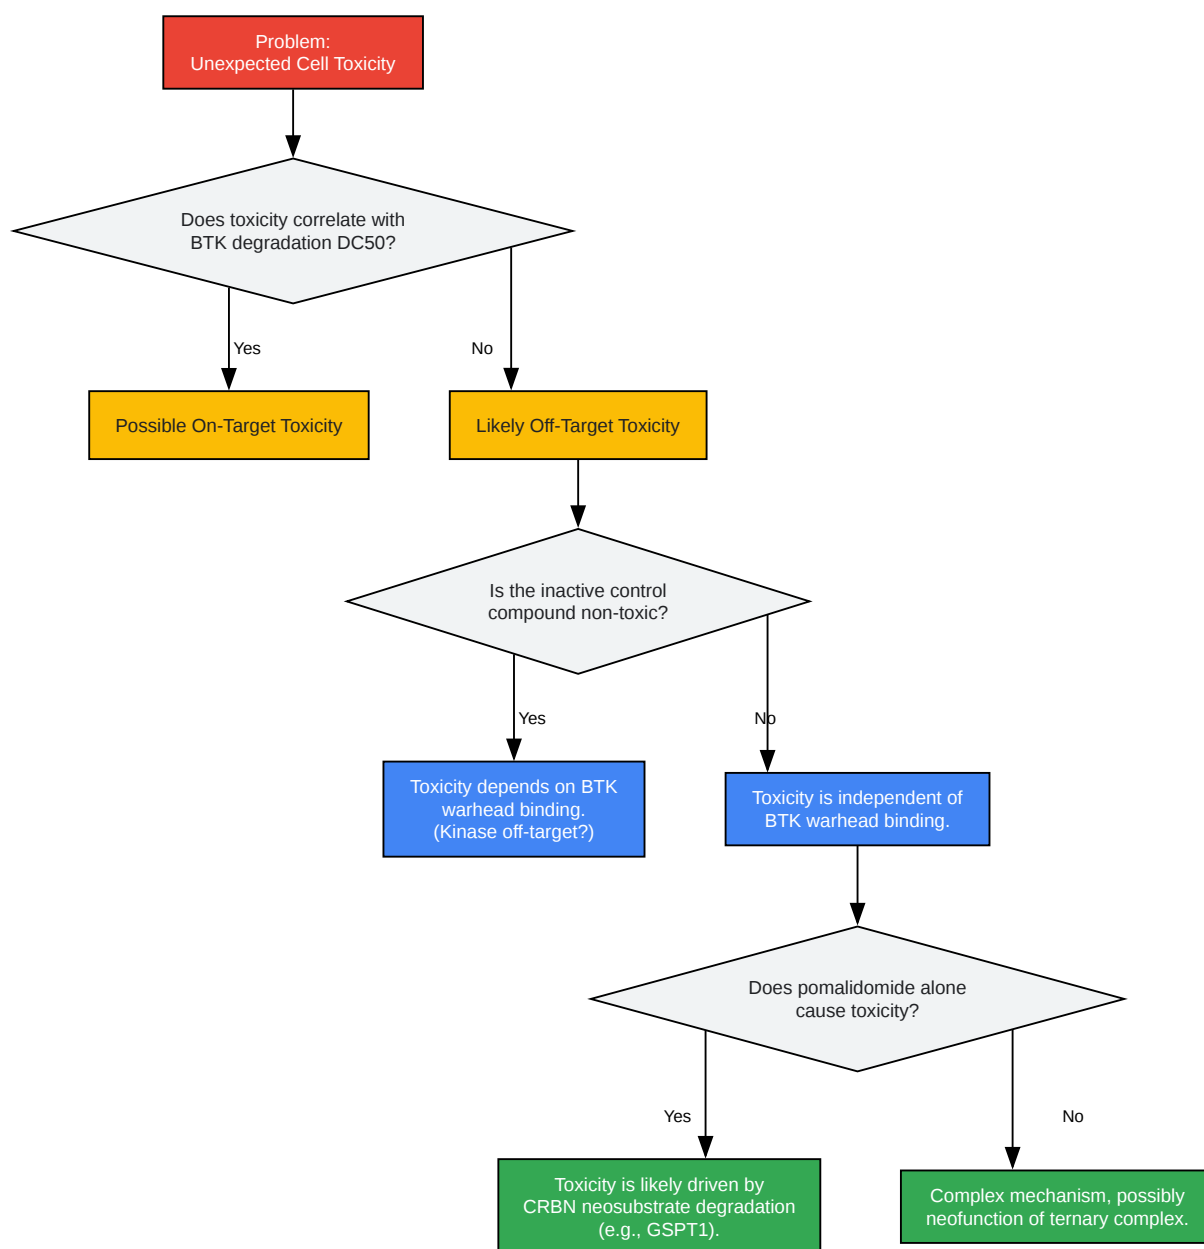 Problem:
Unexpected Cell Toxicity
Does toxicity correlate with
BTK degradation DC50?
Yes
No
Possible On-Target Toxicity
Likely Off-Target Toxicity
Is the inactive control
compound non-toxic?
Yes
No
Toxicity depends on BTK
warhead binding.
(Kinase off-target?)
Toxicity is independent of
BTK warhead binding.
Does pomalidomide alone
cause toxicity?
Yes
No
Toxicity is likely driven by
CRBN neosubstrate degradation
(e.g., GSPT1).
Complex mechanism, possibly
neofunction of ternary complex.